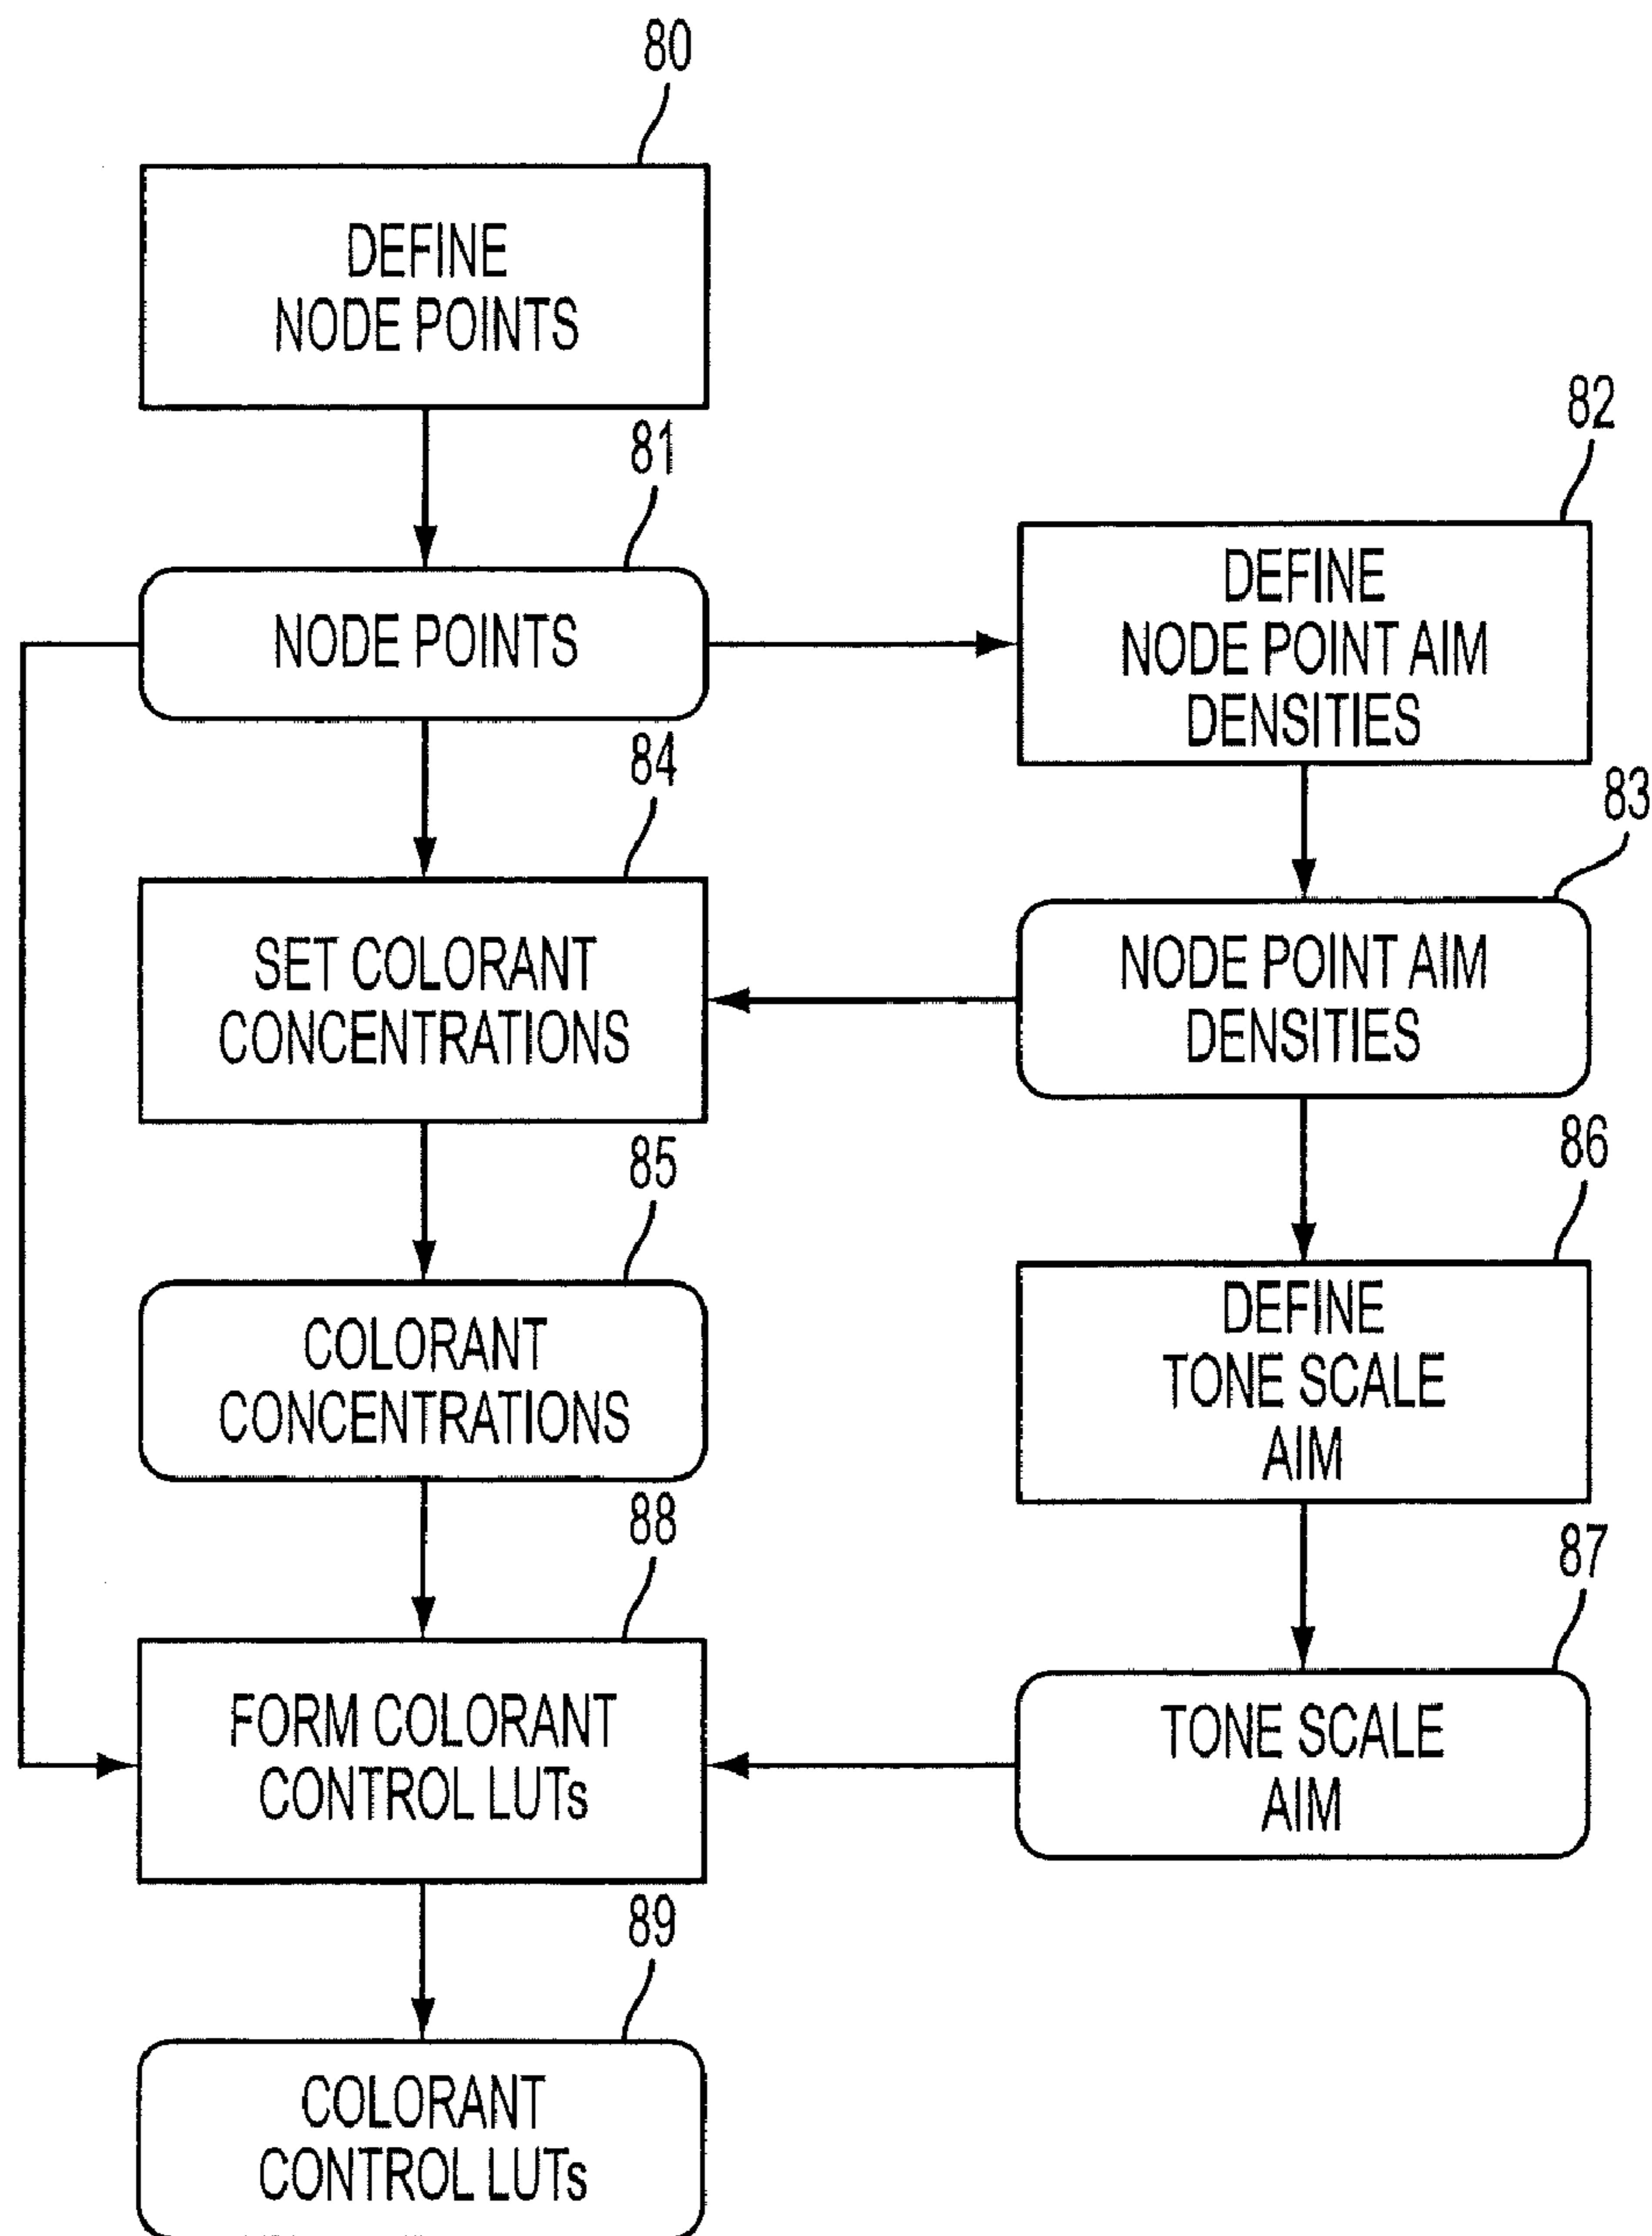 80
DEFINE
NODE POINTS
81
NODE POINTS
82
DEFINE
NODE POINT AIM
DENSITIES
83
NODE POINT AIM
DENSITIES
84
SET COLORANT
CONCENTRATIONS
85
COLORANT
CONCENTRATIONS
86
DEFINE
TONE SCALE
AIM
87
TONE SCALE
AIM
88
FORM COLORANT
CONTROL LUTs
89
COLORANT
CONTROL LUTs